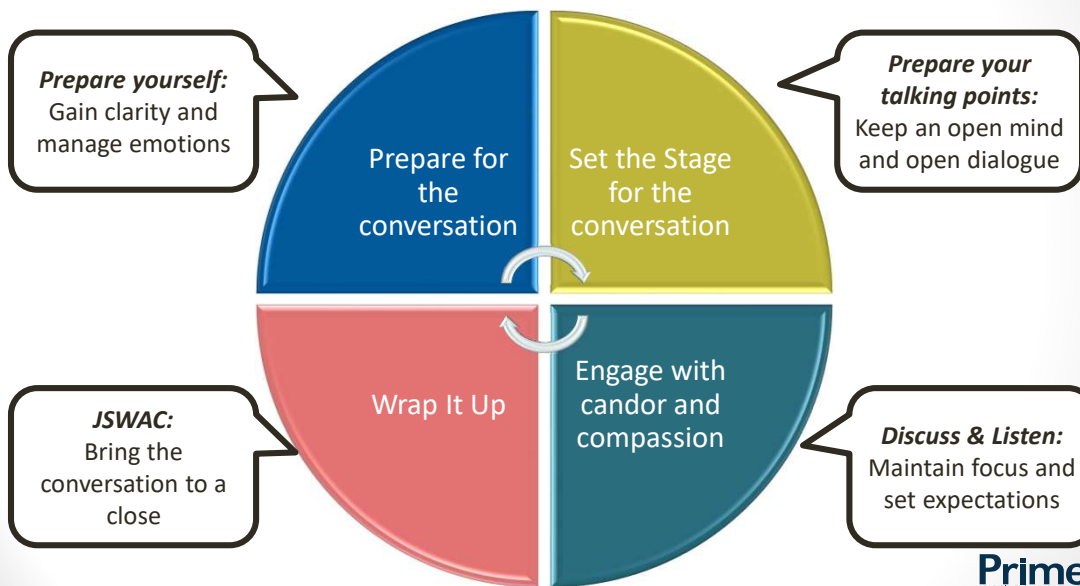 Prepare yourself:
Gain clarity and
manage emotions
Prepare for
the
conversation
Set the Stage
for the
conversation
Prepare your
talking points:
Keep an open mind
and open dialogue
JSWAC:
Bring the
conversation to a
close
Wrap It Up
Engage with
candor and
compassion
Discuss & Listen:
Maintain focus and
set expectations
Prime